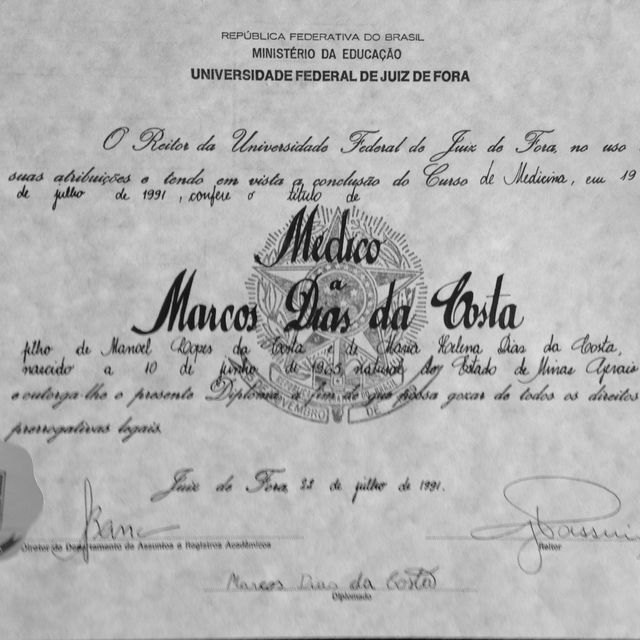 REPÚBLICA FEDERATIVA DO BRASIL
MINISTÉRIO DA EDUCAÇÃO
UNIVERSIDADE FEDERAL DE JUIZ DE FORA
O Reitor da Universidade Federal de Juiz de Fora, no uso
suas atribuições e tendo em vista a conclusão do Curso de Medicina, em 19
de julho de 1991, confere o título de
Médico
a
Marcos Dias da Costa
filho de Manoel Lopes da Costa e de Maria Helena Dias da Costa,
nascido a 10 de junho de 1965 natural do Estado de Minas Gerais
e outorga-lhe o presente Diploma, a fim de que possa gozar de todos os direitos
prerrogativas legais.
Juiz de Fora, 22 de julho de 1991.
Diretor do Departamento de Assuntos e Registros Acadêmicos
Reitor
Marcos Dias da Costa
Diplomado